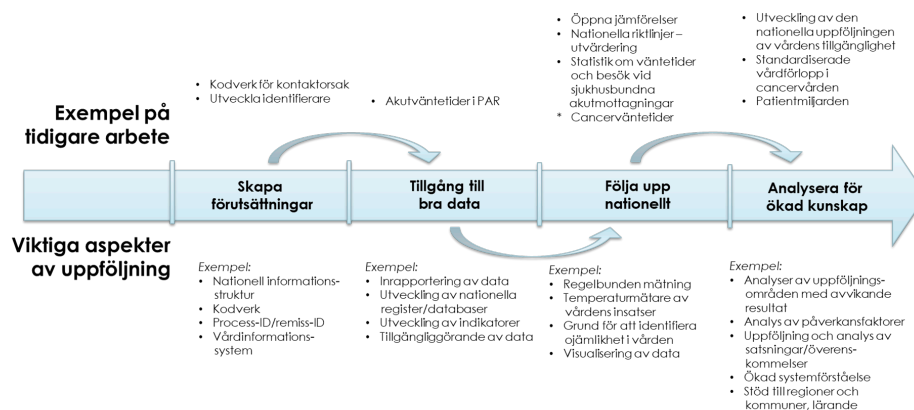 Exempel på
tidigare arbete
• Kodverk för kontaktorsak
• Utveckla identifierare
• Akutväntetider i PAR
• Öppna jämförelser
• Nationella riktlinjer –
utvärdering
• Statistik om väntetider
och besök vid
sjukhusbundna
akutmottagningar
* Cancerväntetider
• Utveckling av den
nationella uppföljningen
av vårdens tillgänglighet
• Standardiserade
vårdförlopp i
cancervården
• Patientmiljarden
Skapa
förutsättningar
Tillgång till
bra data
Följa upp
nationellt
Analysera för
ökad kunskap
Viktiga aspekter
av uppföljning
Exempel:
• Nationell informations-
struktur
• Kodverk
• Process-ID/remiss-ID
• Vårdinformations-
system
Exempel:
• Inrapportering av data
• Utveckling av nationella
register/databaser
• Utveckling av indikatorer
• Tillgängliggörande av data
Exempel:
• Regelbunden mätning
• Temperaturmätare av
vårdens insatser
• Grund för att identifiera
ojämlikhet i vården
• Visualisering av data
Exempel:
• Analyser av uppföljnings-
områden med avvikande
resultat
• Analys av påverkansfaktorer
• Uppföljning och analys av
satsningar/överens-
kommelser
• Ökad systemförståelse
• Stöd till regioner och
kommuner, lärande